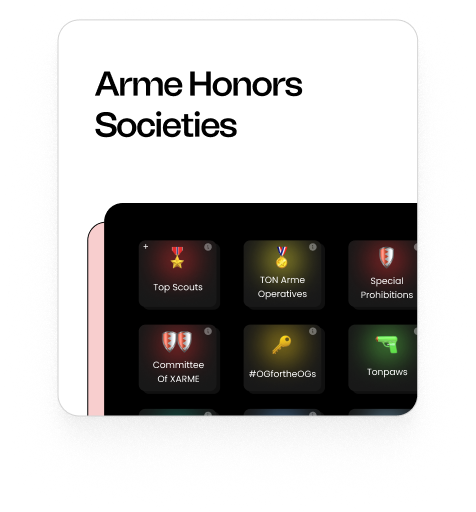 Arme Honors
Societies
+
Top Scouts
TON Arme
Operatives
Special
Prohibitions
Committee
Of XARME
#OGfortheOGs
Tonpaws